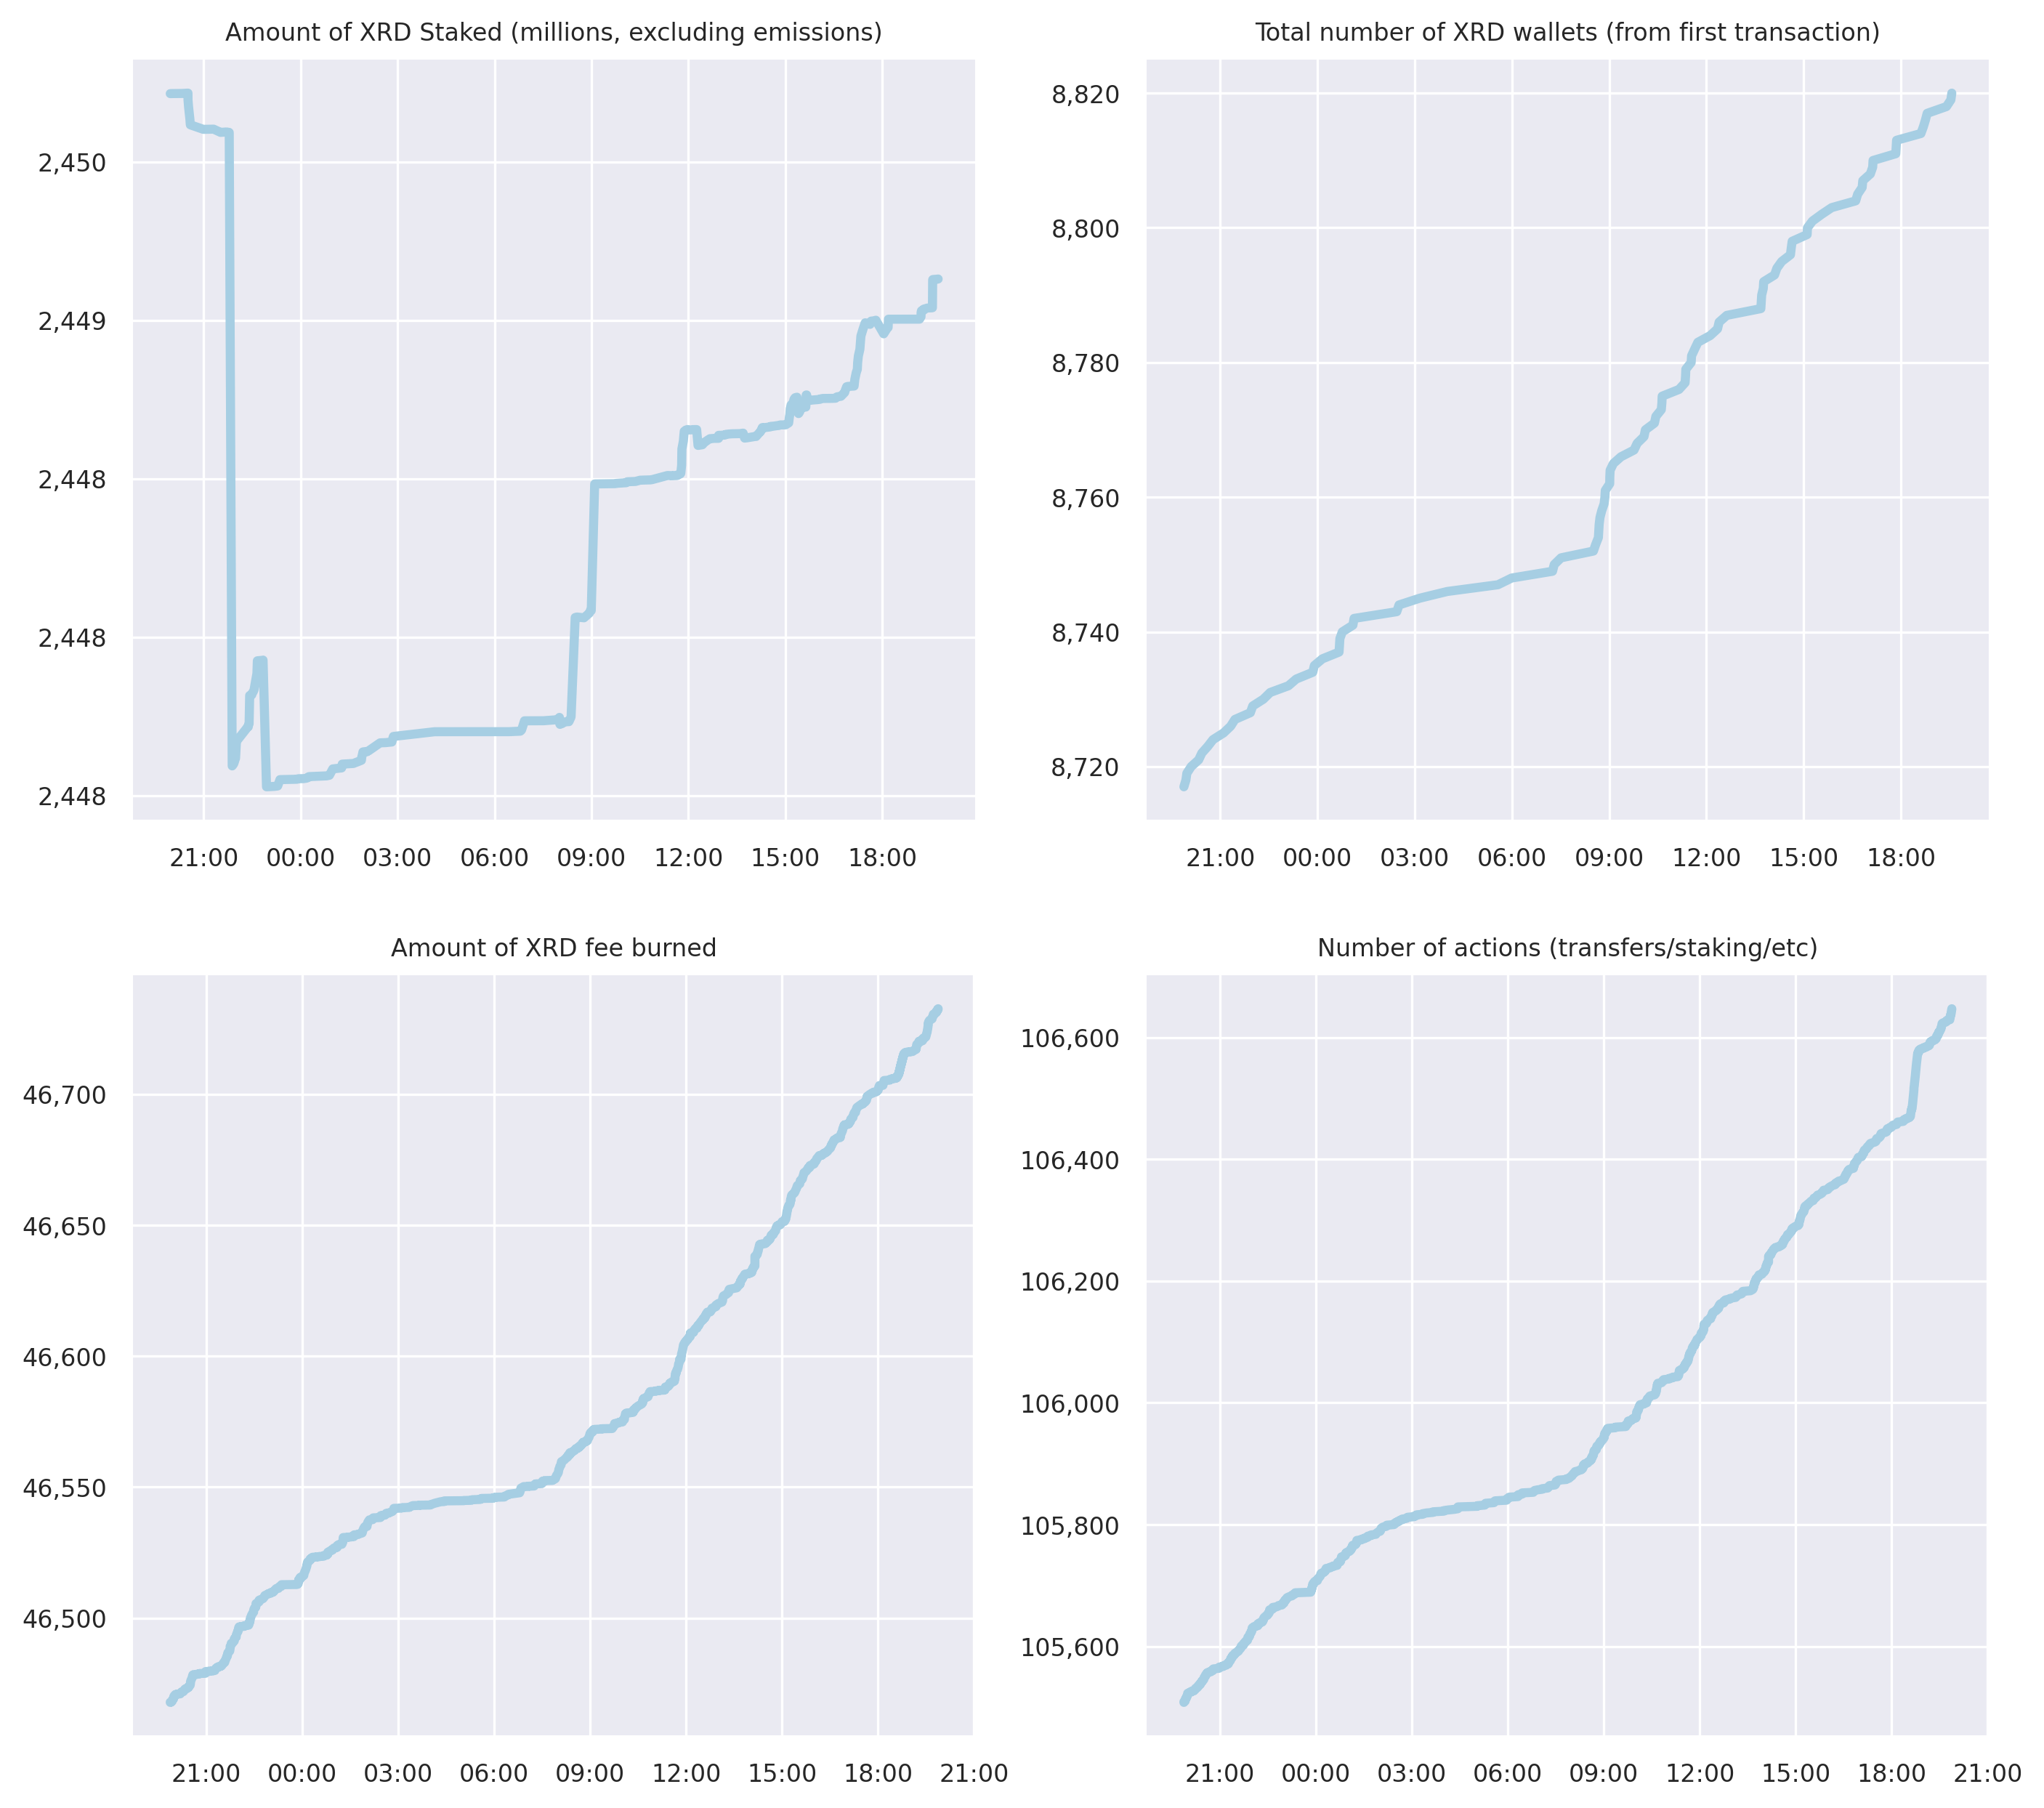 Amount of XRD Staked (millions, excluding emissions)
2,450
2,449
2,448
2,448
2,448
21:00 00:00 03:00 06:00 09:00 12:00 15:00 18:00
Total number of XRD wallets (from first transaction)
8,820
8,800
8,780
8,760
8,740
8,720
21:00 00:00 03:00 06:00 09:00 12:00 15:00 18:00
Amount of XRD fee burned
46,700
46,650
46,600
46,550
46,500
21:00 00:00 03:00 06:00 09:00 12:00 15:00 18:00 21:00
Number of actions (transfers/staking/etc)
106,600
106,400
106,200
106,000
105,800
105,600
21:00 00:00 03:00 06:00 09:00 12:00 15:00 18:00 21:00